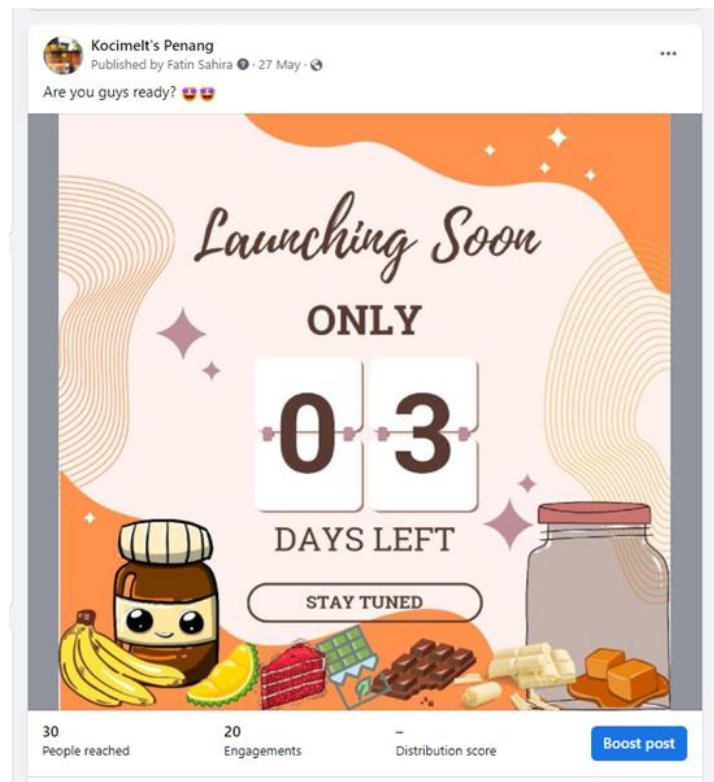 Kocimelt's Penang
Published by Fatin Sahira · 27 May ·
Are you guys ready? 🤩🤩
Launching Soon
ONLY
03
DAYS LEFT
STAY TUNED
30
People reached
20
Engagements
–
Distribution score
Boost post